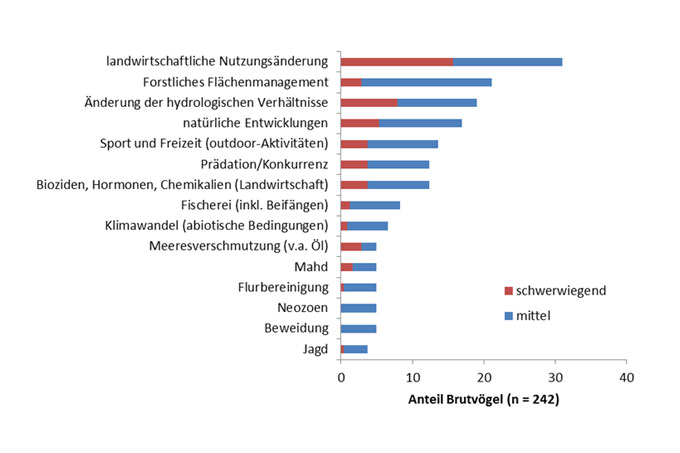 landwirtschaftliche Nutzungsänderung
Forstliches Flächenmanagement
Änderung der hydrologischen Verhältnisse
natürliche Entwicklungen
Sport und Freizeit (outdoor-Aktivitäten)
Prädation/Konkurrenz
Bioziden, Hormonen, Chemikalien (Landwirtschaft)
Fischerei (inkl. Beifängen)
Klimawandel (abiotische Bedingungen)
Meeresverschmutzung (v.a. Öl)
Mahd
Flurbereinigung
Neozoen
Beweidung
Jagd
schwerwiegend
mittel
0 10 20 30 40
Anteil Brutvögel (n = 242)